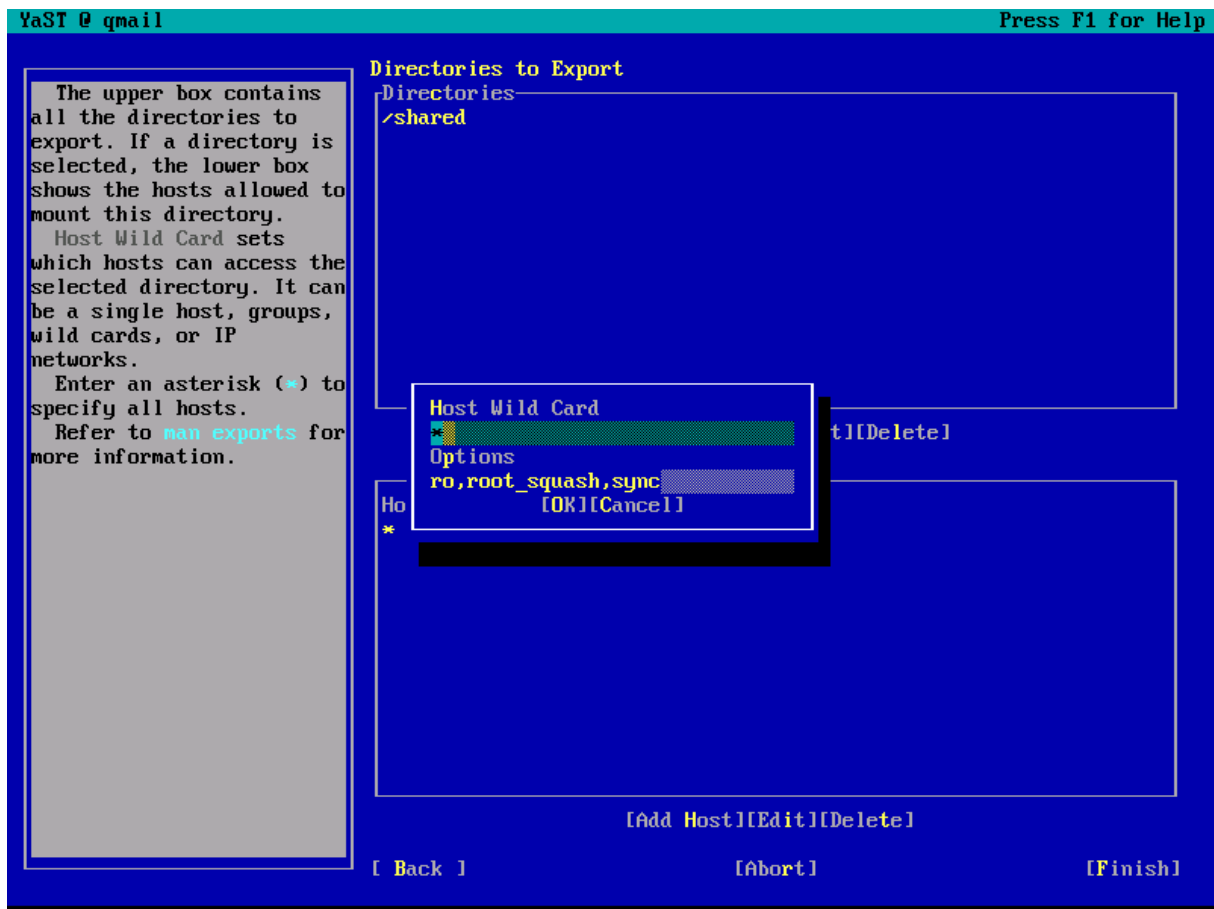 YaST @ qmail Press F1 for Help
The upper box contains
all the directories to
export. If a directory is
selected, the lower box
shows the hosts allowed to
mount this directory.
Host Wild Card sets
which hosts can access the
selected directory. It can
be a single host, groups,
wild cards, or IP
networks.
Enter an asterisk (*) to
specify all hosts.
Refer to man exports for
more information.
Directories to Export
Directories
/shared
t][Delete]
Host Wild Card
*
Options
ro,root_squash,sync
[OK][Cancel]
Ho
*
[Add Host][Edit][Delete]
[ Back ] [Abort] [Finish]